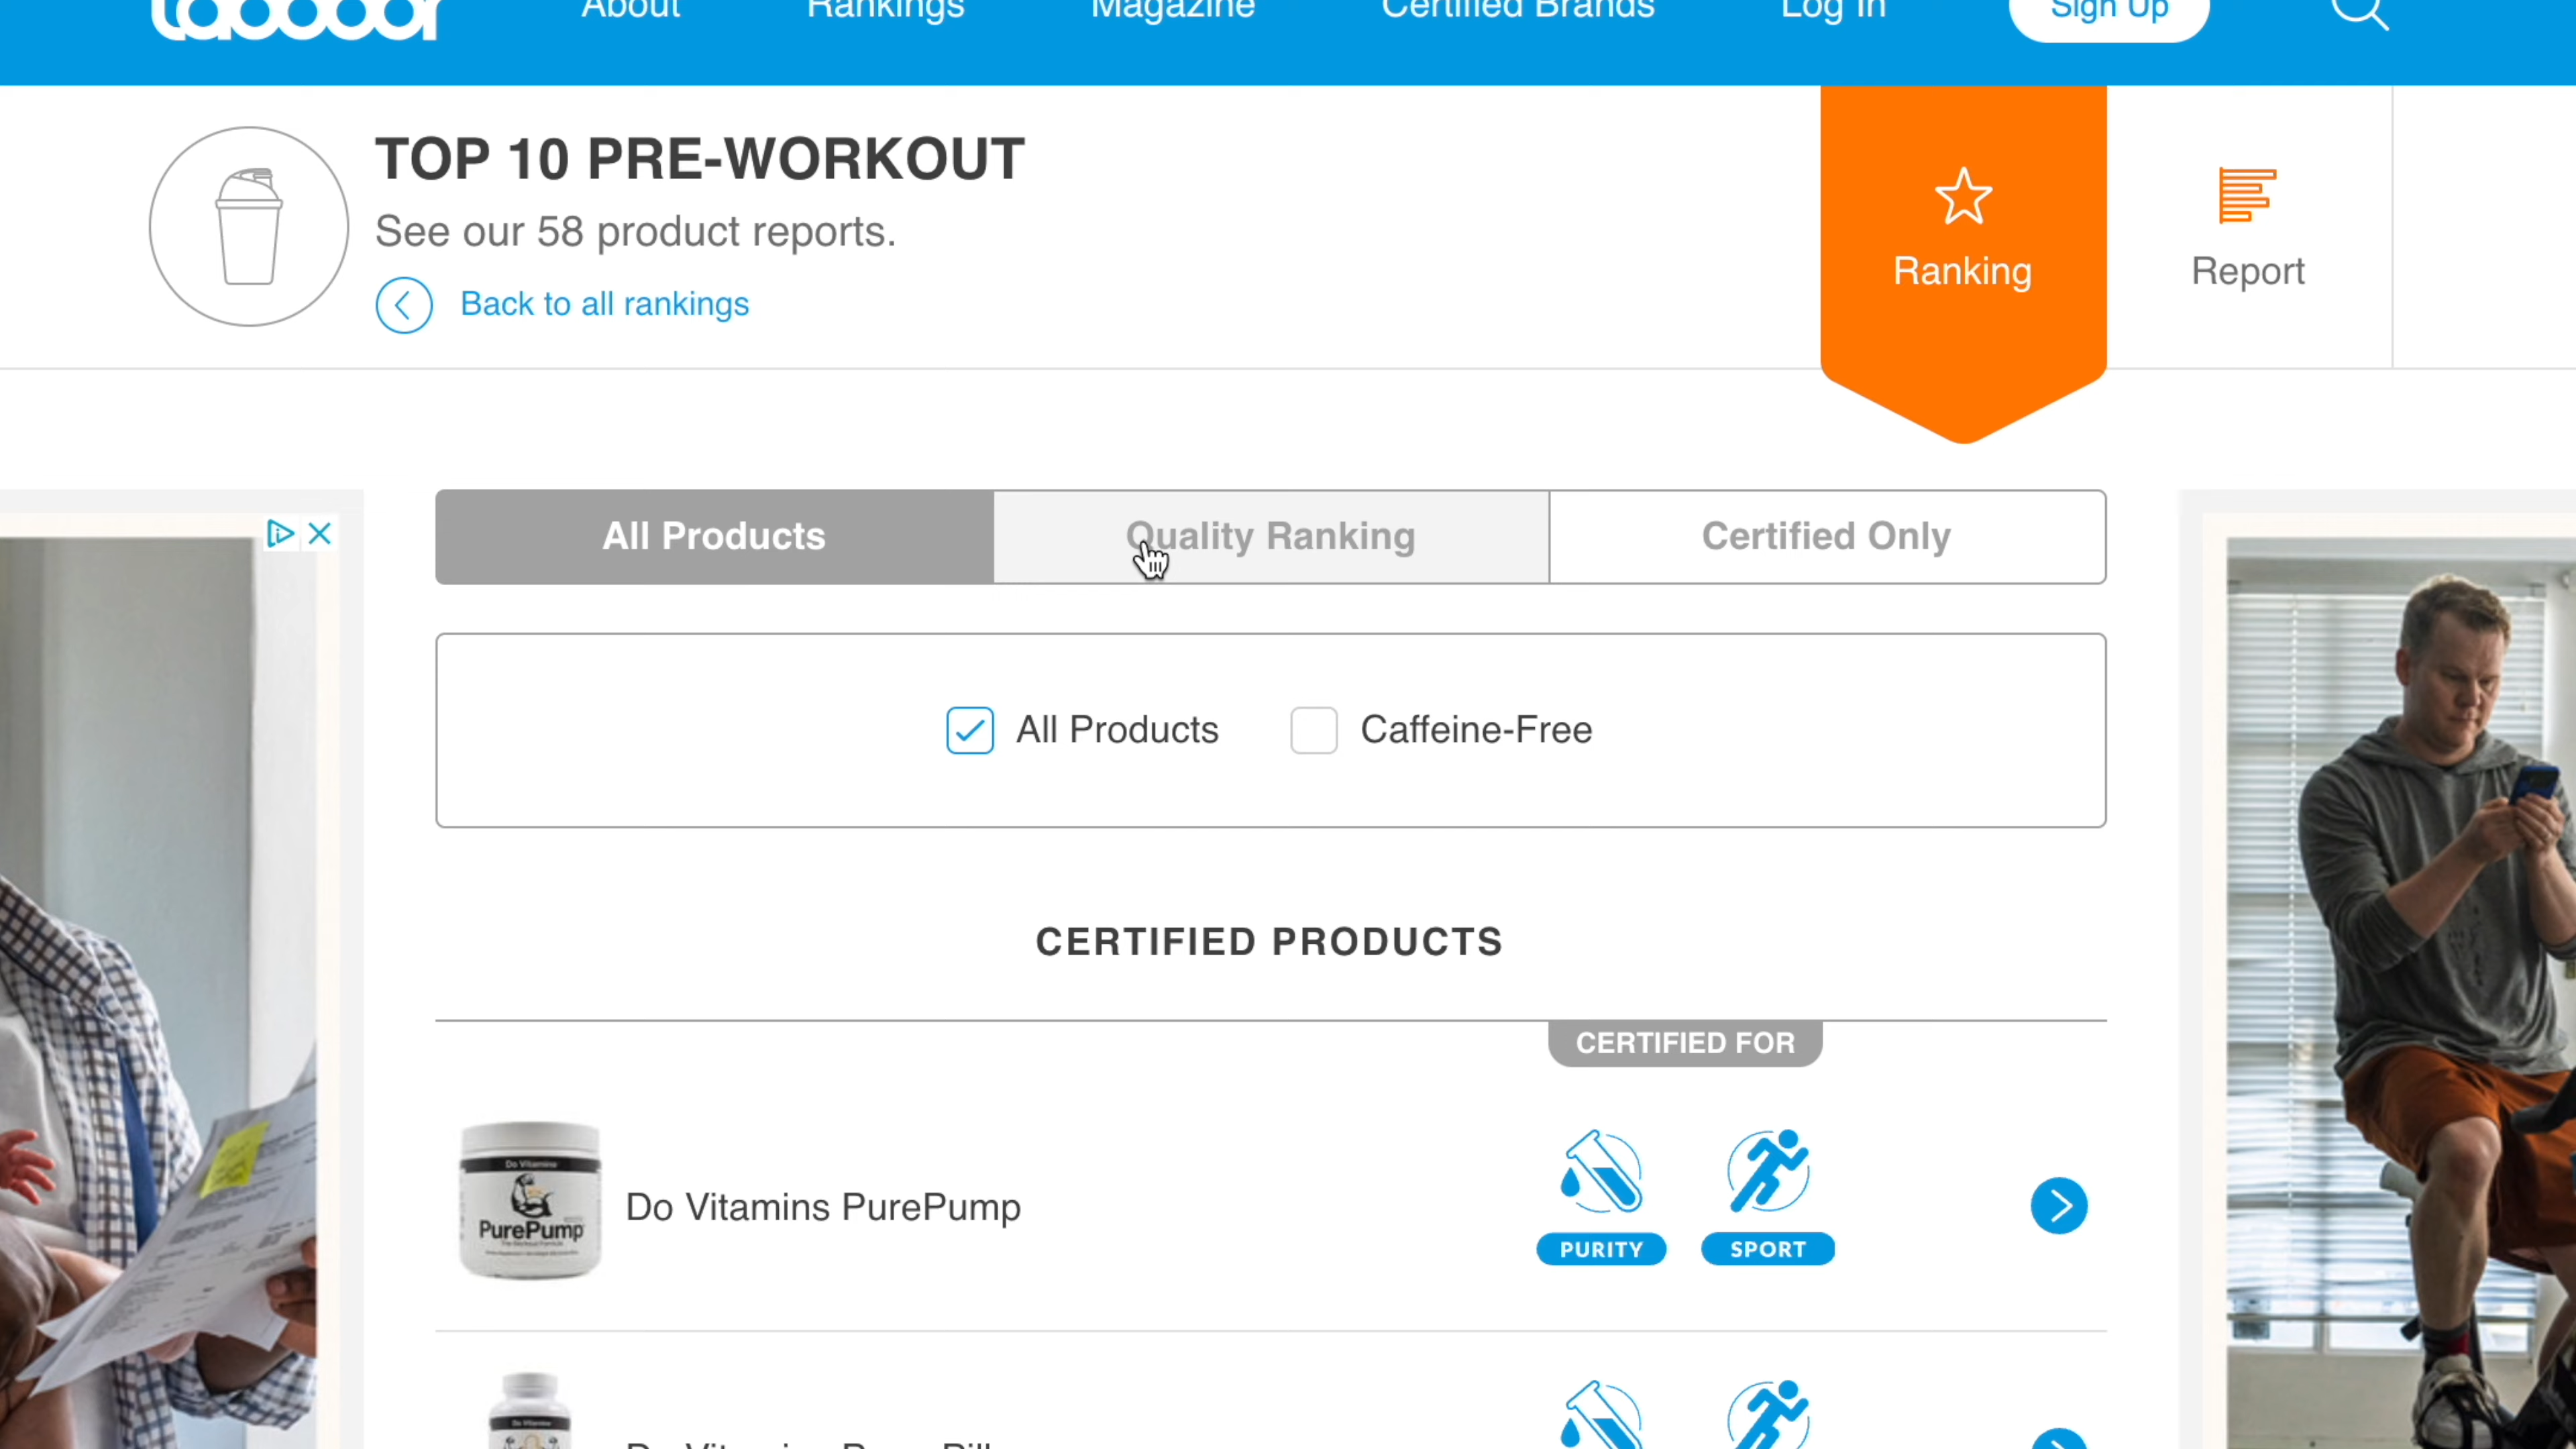 About Rankings Magazine Certified Brands Log In Sign Up
TOP 10 PRE-WORKOUT
See our 58 product reports.
Back to all rankings
Ranking
Report
All Products
Quality Ranking
Certified Only
All Products
Caffeine-Free
CERTIFIED PRODUCTS
CERTIFIED FOR
Do Vitamins
PurePump
Do Vitamins PurePump
PURITY
SPORT